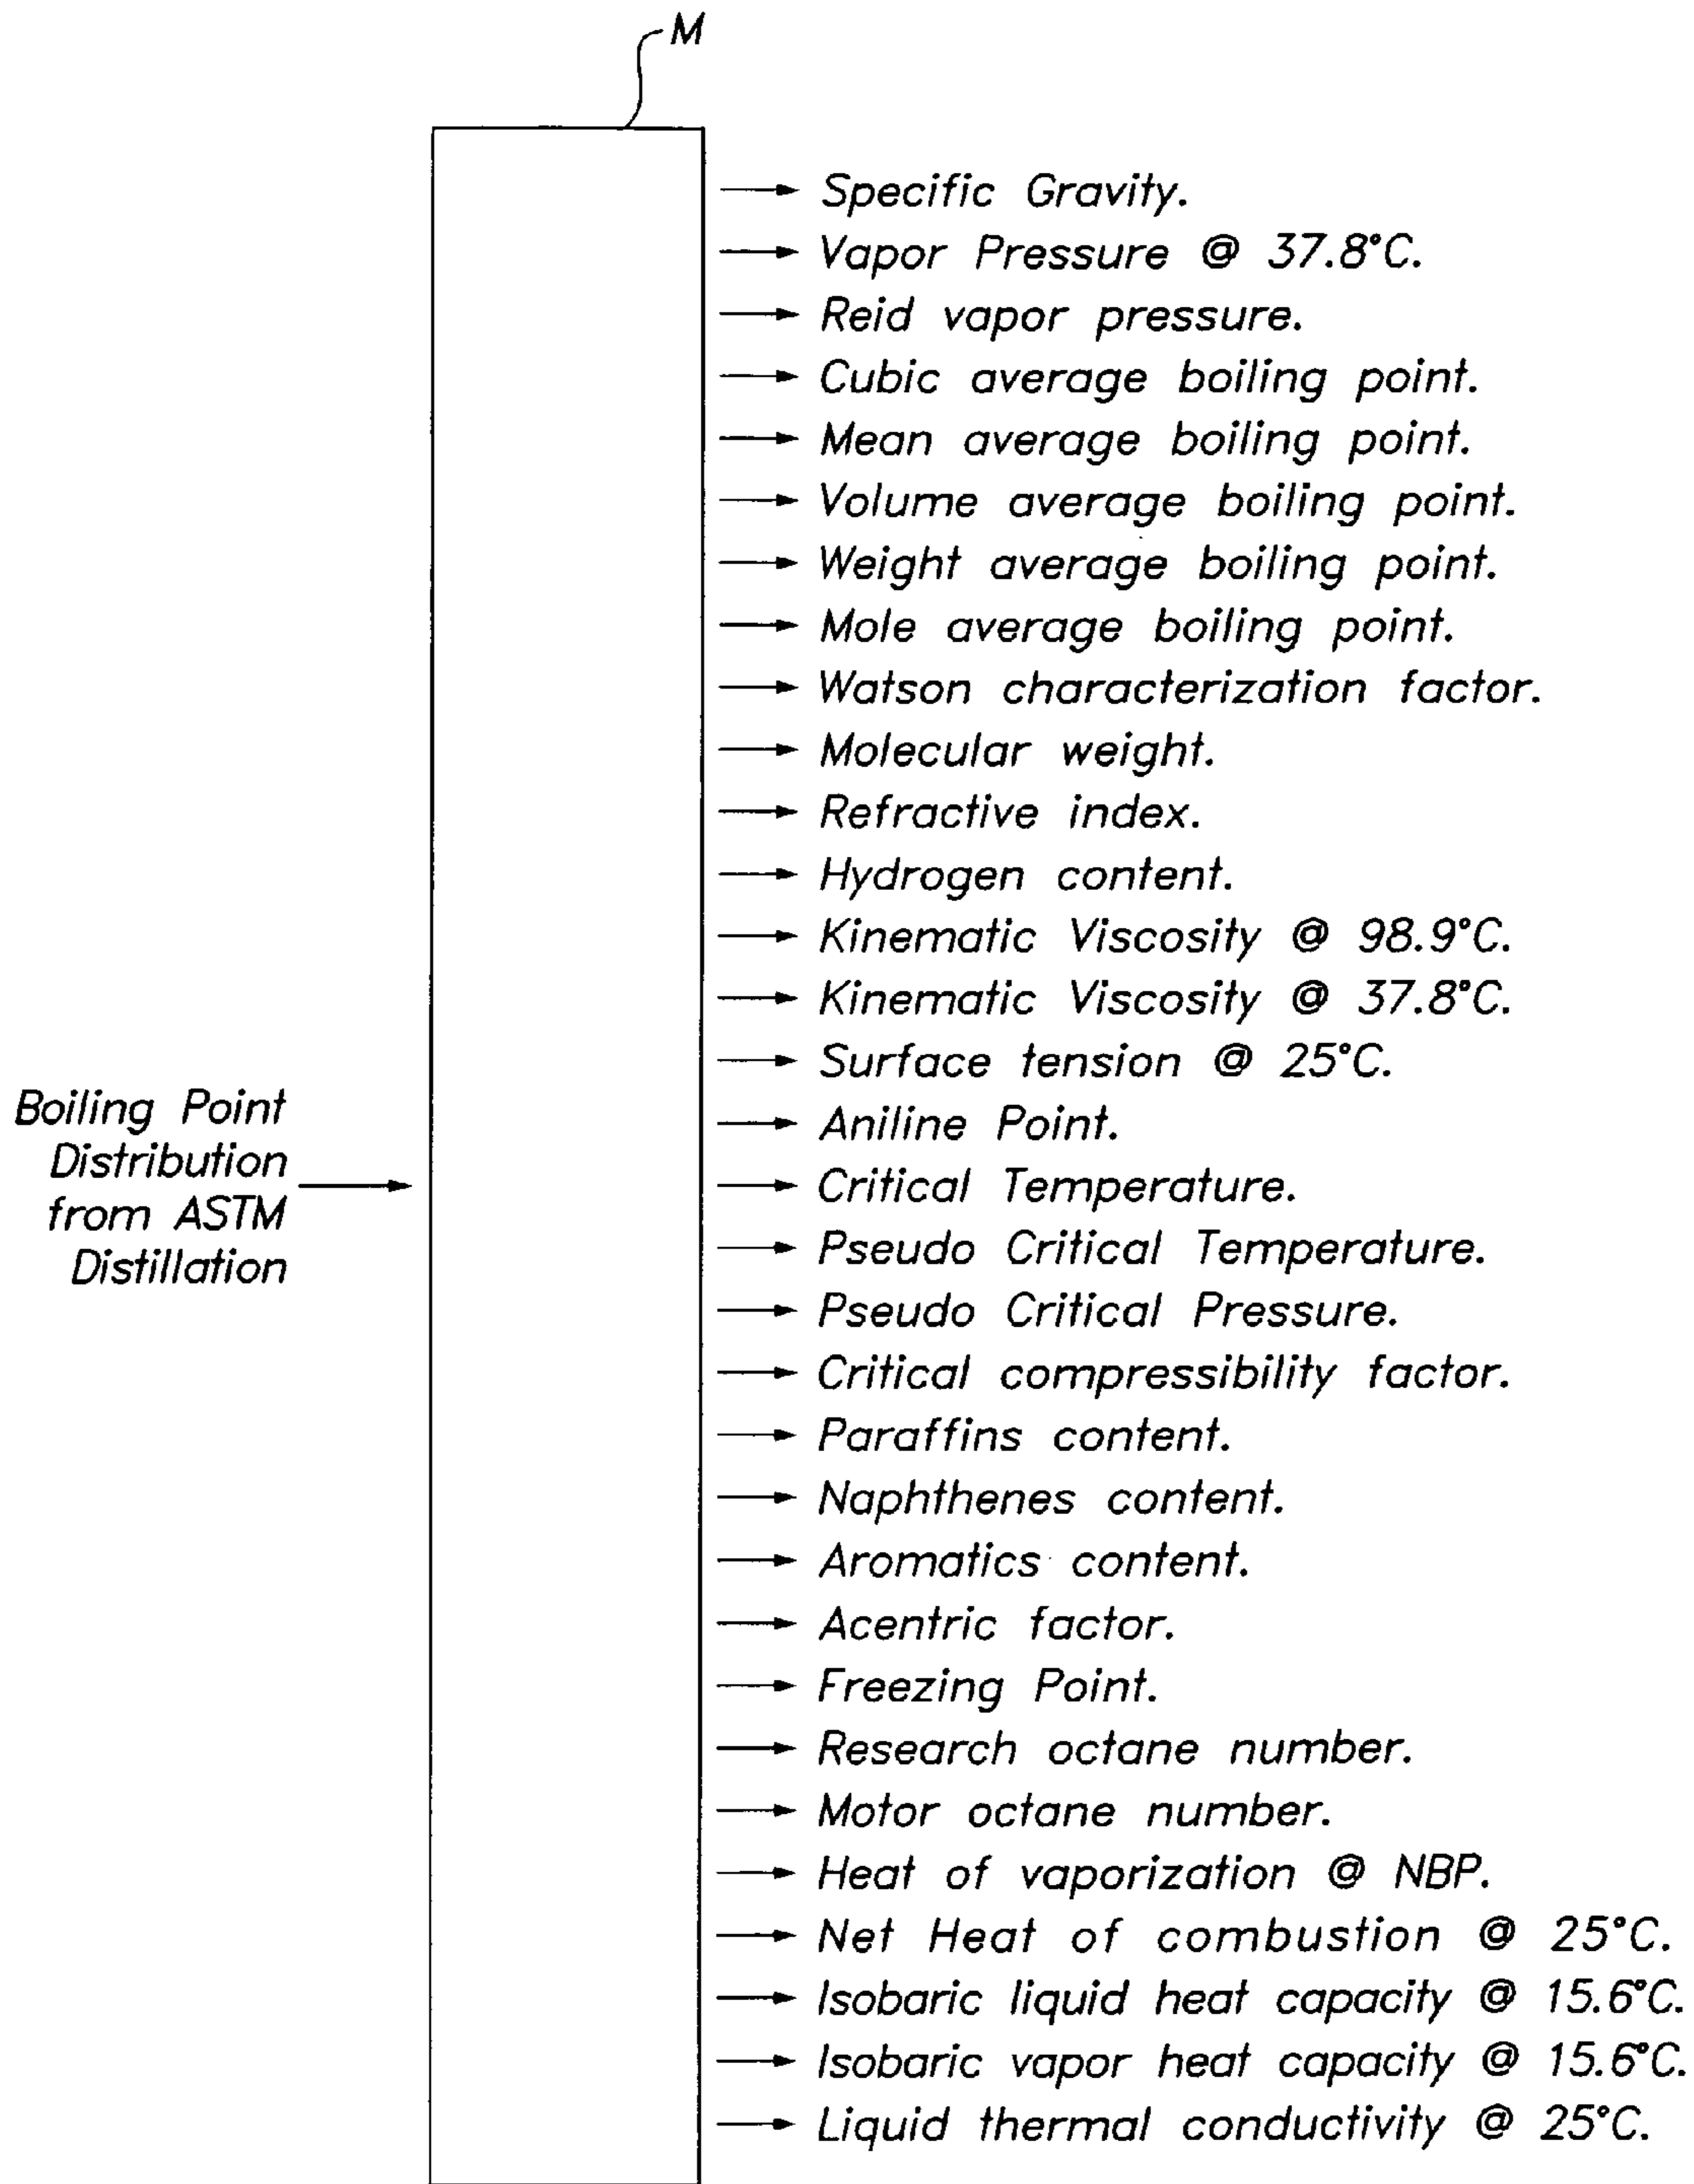 M
Specific Gravity.
Vapor Pressure @ 37.8°C.
Reid vapor pressure.
Cubic average boiling point.
Mean average boiling point.
Volume average boiling point.
Weight average boiling point.
Mole average boiling point.
Watson characterization factor.
Molecular weight.
Refractive index.
Hydrogen content.
Kinematic Viscosity @ 98.9°C.
Kinematic Viscosity @ 37.8°C.
Surface tension @ 25°C.
Boiling Point
Distribution
from ASTM
Distillation
Aniline Point.
Critical Temperature.
Pseudo Critical Temperature.
Pseudo Critical Pressure.
Critical compressibility factor.
Paraffins content.
Naphthenes content.
Aromatics content.
Acentric factor.
Freezing Point.
Research octane number.
Motor octane number.
Heat of vaporization @ NBP.
Net Heat of combustion @ 25°C.
Isobaric liquid heat capacity @ 15.6°C.
Isobaric vapor heat capacity @ 15.6°C.
Liquid thermal conductivity @ 25°C.